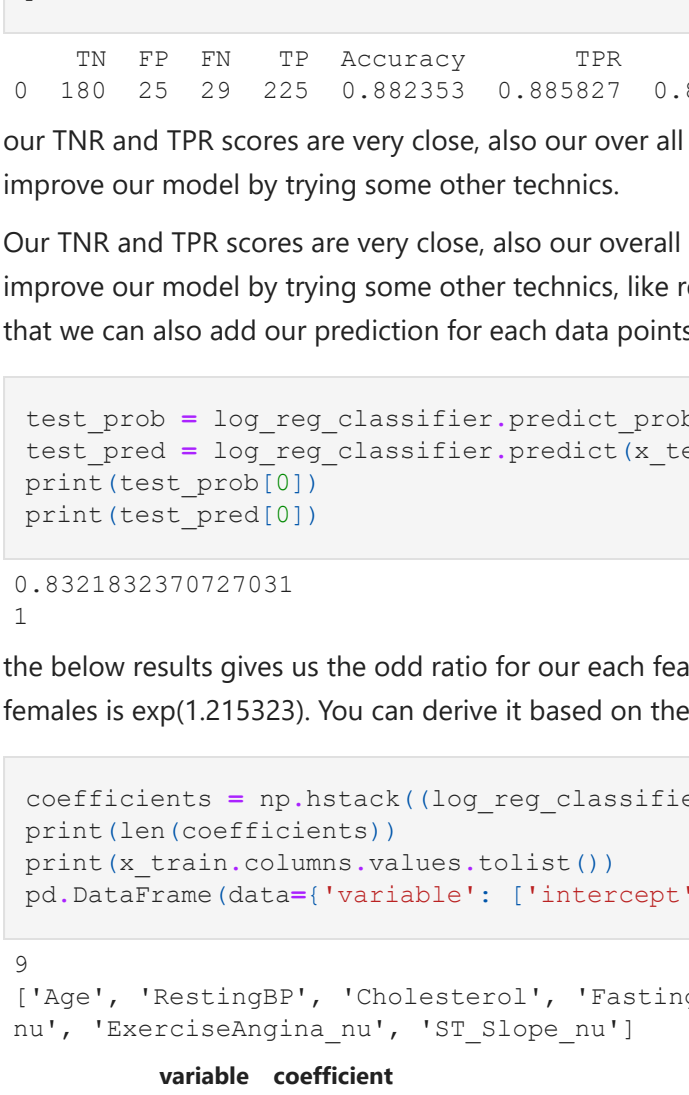 TN FP FN TP Accuracy TPR
0 180 25 29 225 0.882353 0.885827 0.8
our TNR and TPR scores are very close, also our over all
improve our model by trying some other technics.
Our TNR and TPR scores are very close, also our overall
improve our model by trying some other technics, like r
that we can also add our prediction for each data points
test_prob = log_reg_classifier.predict_prob
test_pred = log_reg_classifier.predict(x_te
print(test_prob[0])
print(test_pred[0])
0.8321832370727031
1
the below results gives us the odd ratio for our each fea
females is exp(1.215323). You can derive it based on the
coefficients = np.hstack((log_reg_classifie
print(len(coefficients))
print(x_train.columns.values.tolist())
pd.DataFrame(data={'variable': ['intercept'
9
['Age', 'RestingBP', 'Cholesterol', 'Fasting
nu', 'ExerciseAngina_nu', 'ST_Slope_nu']
variable coefficient